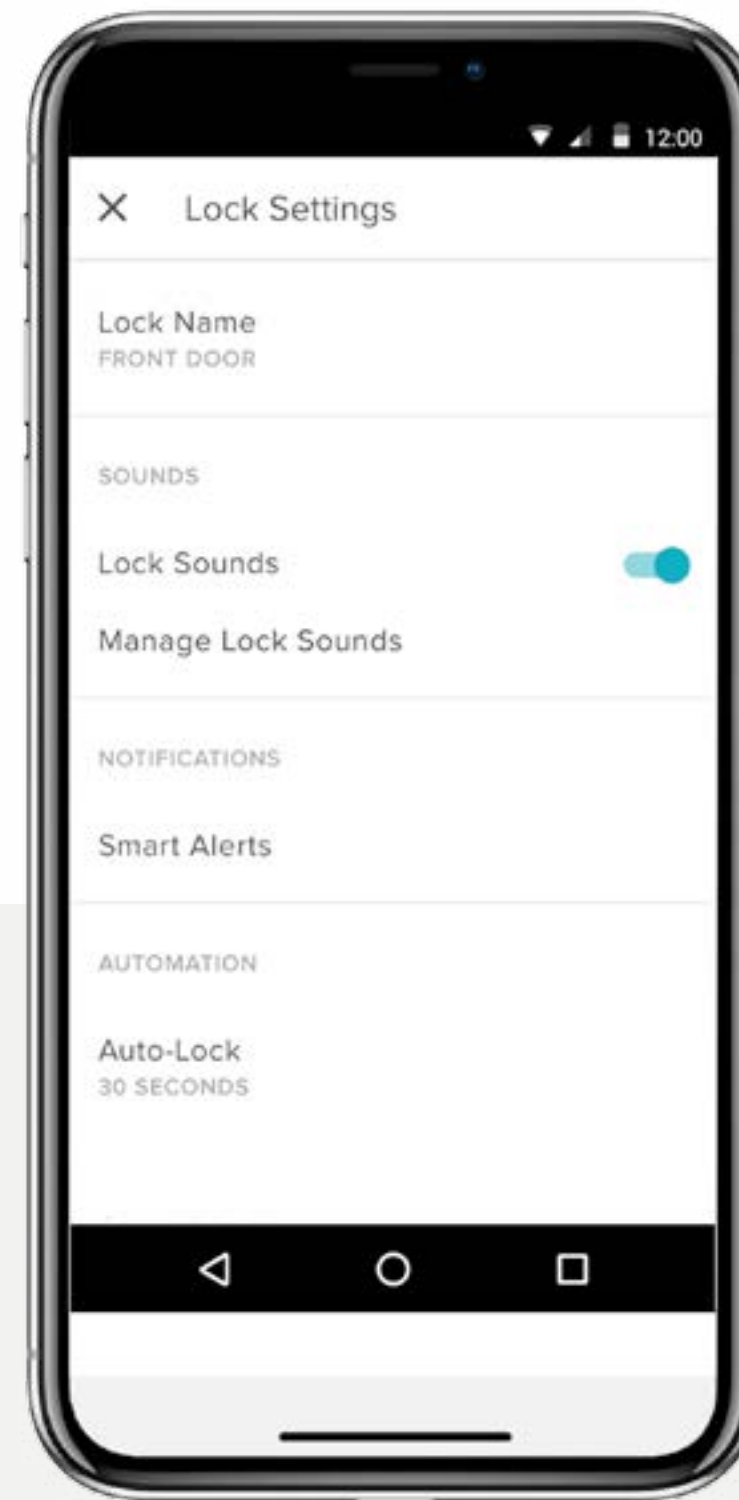 12:00
Lock Settings
Lock Name
FRONT DOOR
SOUNDS
Lock Sounds
Manage Lock Sounds
NOTIFICATIONS
Smart Alerts
AUTOMATION
Auto-Lock
30 SECONDS